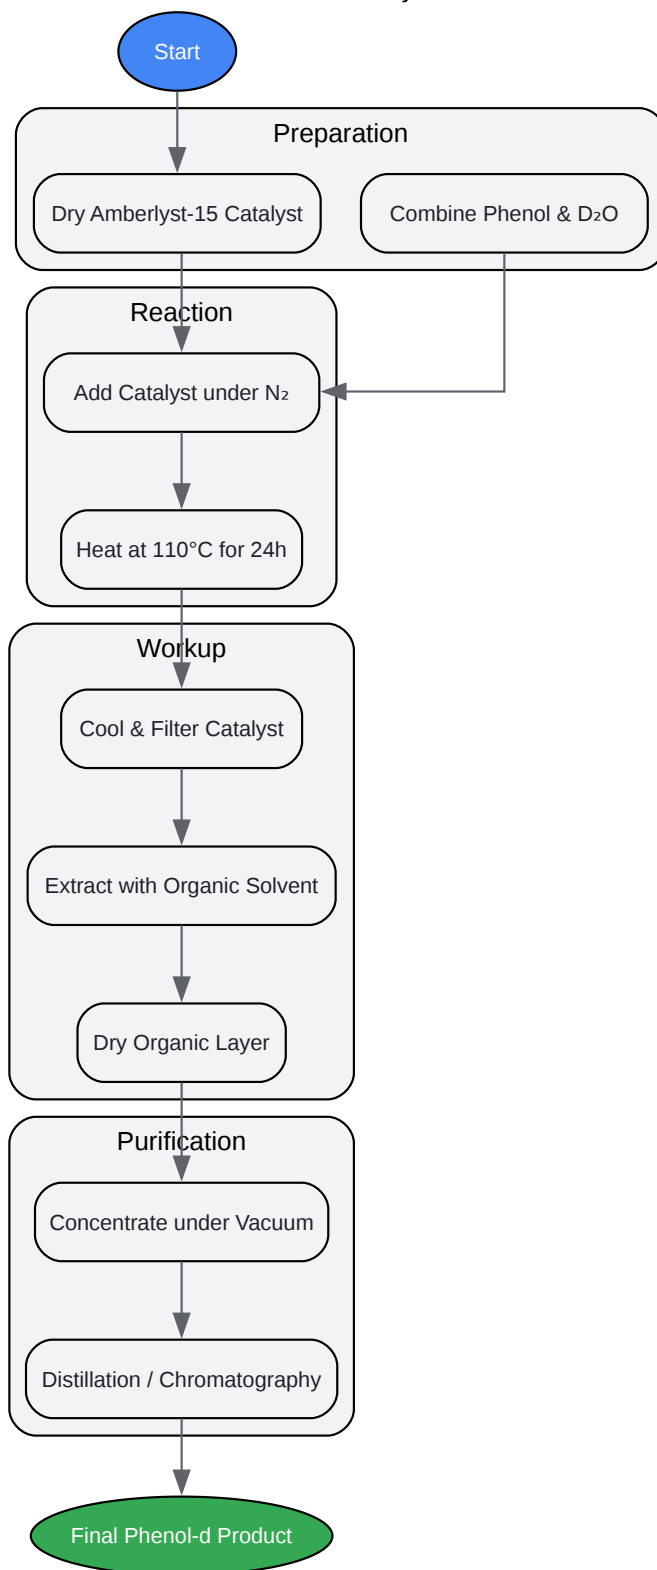 Start
Preparation
Dry Amberlyst-15 Catalyst
Combine Phenol & D₂O
Reaction
Add Catalyst under N₂
Heat at 110°C for 24h
Workup
Cool & Filter Catalyst
Extract with Organic Solvent
Dry Organic Layer
Purification
Concentrate under Vacuum
Distillation / Chromatography
Final Phenol-d Product